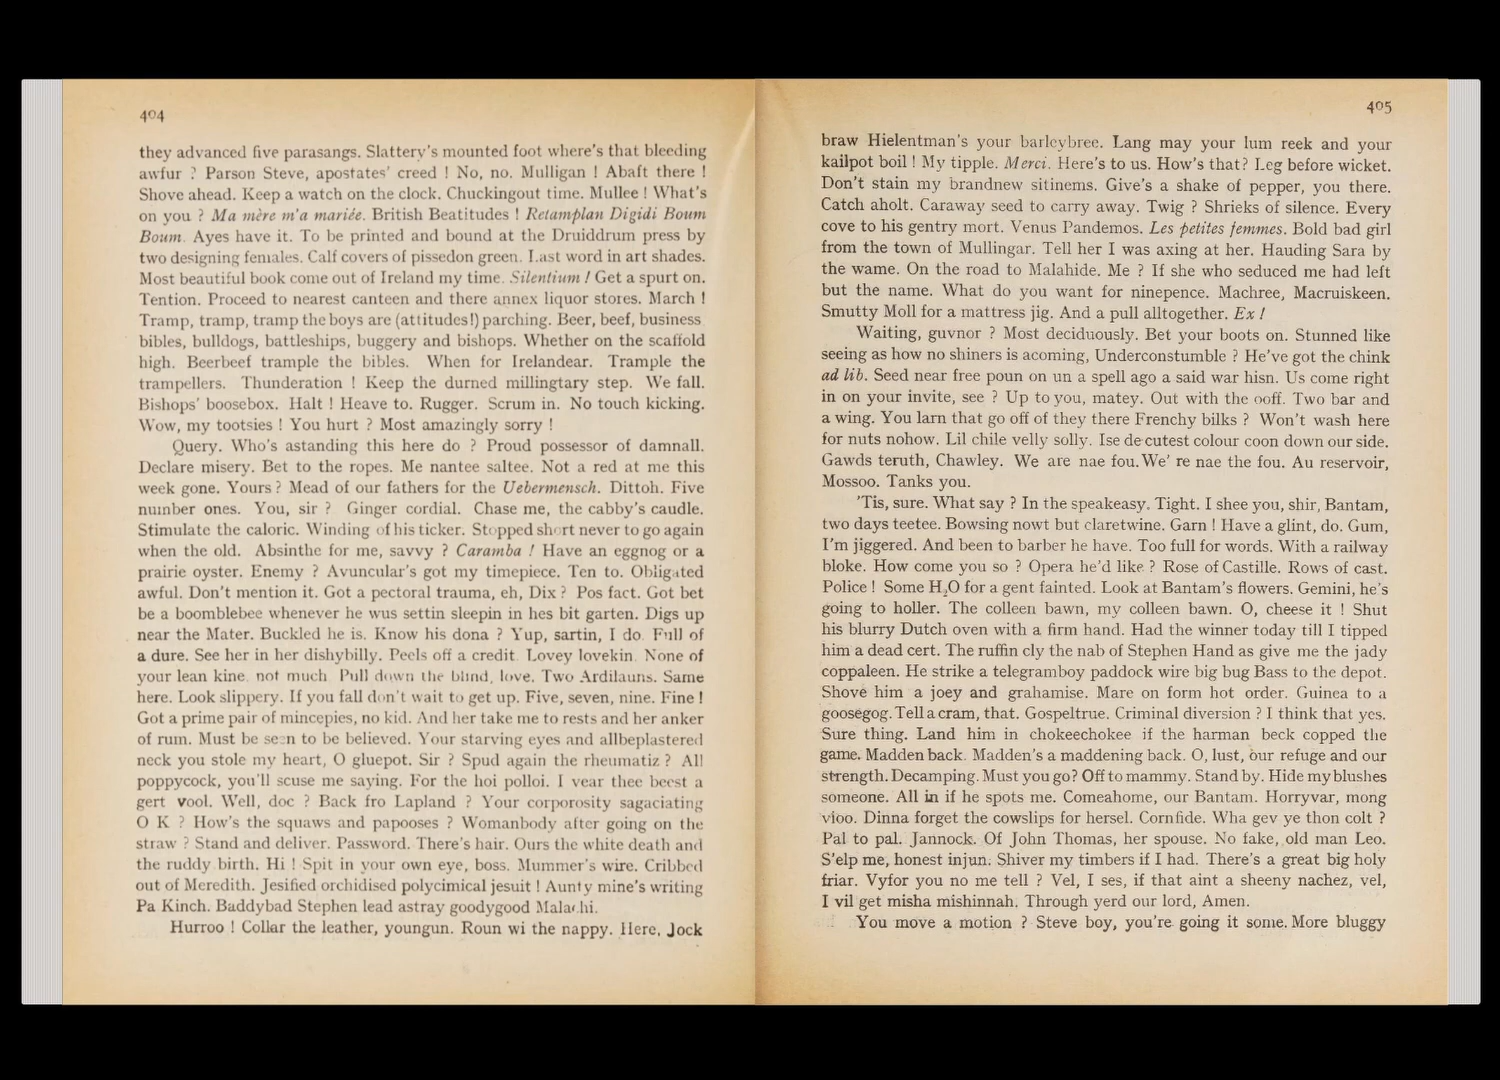 404
they advanced five parasangs. Slattery's mounted foot where's that bleeding
awfur ? Parson Steve, apostates' creed ! No, no. Mulligan ! Abaft there !
Shove ahead. Keep a watch on the clock. Chuckingout time. Mullee ! What's
on you ? Ma mère m'a mariée. British Beatitudes ! Retamplan Digidi Boum
Boum. Ayes have it. To be printed and bound at the Druiddrum press by
two designing females. Calf covers of pissedon green. Last word in art shades.
Most beautiful book come out of Ireland my time. Silentium ! Get a spurt on.
Tention. Proceed to nearest canteen and there annex liquor stores. March !
Tramp, tramp, tramp the boys are (attitudes!) parching. Beer, beef, business
bibles, bulldogs, battleships, buggery and bishops. Whether on the scaffold
high. Beerbeef trample the bibles. When for Irelandear. Trample the
trampellers. Thunderation ! Keep the durned millingtary step. We fall.
Bishops' boosebox. Halt ! Heave to. Rugger. Scrum in. No touch kicking.
Wow, my tootsies ! You hurt ? Most amazingly sorry !
Query. Who's astanding this here do ? Proud possessor of damnall.
Declare misery. Bet to the ropes. Me nantee saltee. Not a red at me this
week gone. Yours ? Mead of our fathers for the Uebermensch. Dittoh. Five
number ones. You, sir ? Ginger cordial. Chase me, the cabby's caudle.
Stimulate the caloric. Winding of his ticker. Stopped short never to go again
when the old. Absinthe for me, savvy ? Caramba ! Have an eggnog or a
prairie oyster. Enemy ? Avuncular's got my timepiece. Ten to. Obligated
awful. Don't mention it. Got a pectoral trauma, eh, Dix ? Pos fact. Got bet
be a boomblebee whenever he wus settin sleepin in hes bit garten. Digs up
near the Mater. Buckled he is. Know his dona ? Yup, sartin, I do. Full of
a dure. See her in her dishybilly. Peels off a credit. Lovey lovekin. None of
your lean kine, not much. Pull down the blind, love. Two Ardilauns. Same
here. Look slippery. If you fall don't wait to get up. Five, seven, nine. Fine !
Got a prime pair of mincepies, no kid. And her take me to rests and her anker
of rum. Must be seen to be believed. Your starving eyes and allbeplastered
neck you stole my heart, O gluepot. Sir ? Spud again the rheumatiz ? All
poppycock, you'll scuse me saying. For the hoi polloi. I vear thee beest a
gert vool. Well, doc ? Back fro Lapland ? Your corporosity sagaciating
O K ? How's the squaws and papooses ? Womanbody after going on the
straw ? Stand and deliver. Password. There's hair. Ours the white death and
the ruddy birth. Hi ! Spit in your own eye, boss. Mummer's wire. Cribbed
out of Meredith. Jesified orchidised polycimical jesuit ! Aunty mine's writing
Pa Kinch. Baddybad Stephen lead astray goodygood Malachi.
Hurroo ! Collar the leather, youngun. Roun wi the nappy. Here, Jock
405
braw Hielentman's your barleybree. Lang may your lum reek and your
kailpot boil ! My tipple. Merci. Here's to us. How's that? Leg before wicket.
Don't stain my brandnew sitinems. Give's a shake of pepper, you there.
Catch aholt. Caraway seed to carry away. Twig ? Shrieks of silence. Every
cove to his gentry mort. Venus Pandemos. Les petites femmes. Bold bad girl
from the town of Mullingar. Tell her I was axing at her. Hauding Sara by
the wame. On the road to Malahide. Me ? If she who seduced me had left
but the name. What do you want for ninepence. Machree, Macruiskeen.
Smutty Moll for a mattress jig. And a pull alltogether. Ex !
Waiting, guvnor ? Most deciduously. Bet your boots on. Stunned like
seeing as how no shiners is acoming, Underconstumble ? He've got the chink
ad lib. Seed near free poun on un a spell ago a said war hisn. Us come right
in on your invite, see ? Up to you, matey. Out with the oof. Two bar and
a wing. You larn that go off of they there Frenchy bilks ? Won't wash here
for nuts nohow. Lil chile velly solly. Ise de cutest colour coon down our side.
Gawds teruth, Chawley. We are nae fou. We' re nae the fou. Au reservoir,
Mossoo. Tanks you.
'Tis, sure. What say ? In the speakeasy. Tight. I shee you, shir, Bantam,
two days teetee. Bowsing nowt but claretwine. Garn ! Have a glint, do. Gum,
I'm jiggered. And been to barber he have. Too full for words. With a railway
bloke. How come you so ? Opera he'd like ? Rose of Castille. Rows of cast.
Police ! Some H₂O for a gent fainted. Look at Bantam's flowers. Gemini, he's
going to holler. The colleen bawn, my colleen bawn. O, cheese it ! Shut
his blurry Dutch oven with a firm hand. Had the winner today till I tipped
him a dead cert. The ruffin cly the nab of Stephen Hand as give me the jady
coppaleen. He strike a telegramboy paddock wire big bug Bass to the depot.
Shove him a joey and grahamise. Mare on form hot order. Guinea to a
goosegog. Tell a cram, that. Gospeltrue. Criminal diversion ? I think that yes.
Sure thing. Land him in chokeechokee if the harman beck copped the
game. Madden back. Madden's a maddening back. O, lust, our refuge and our
strength. Decamping. Must you go? Off to mammy. Stand by. Hide my blushes
someone. All in if he spots me. Comeahome, our Bantam. Horryvar, mong
vioo. Dinna forget the cowslips for hersel. Cornfide. Wha gev ye thon colt ?
Pal to pal. Jannock. Of John Thomas, her spouse. No fake, old man Leo.
S'elp me, honest injun. Shiver my timbers if I had. There's a great big holy
friar. Vyfor you no me tell ? Vel, I ses, if that aint a sheeny nachez, vel,
I vil get misha mishinnah. Through yerd our lord, Amen.
You move a motion ? Steve boy, you're going it some. More bluggy